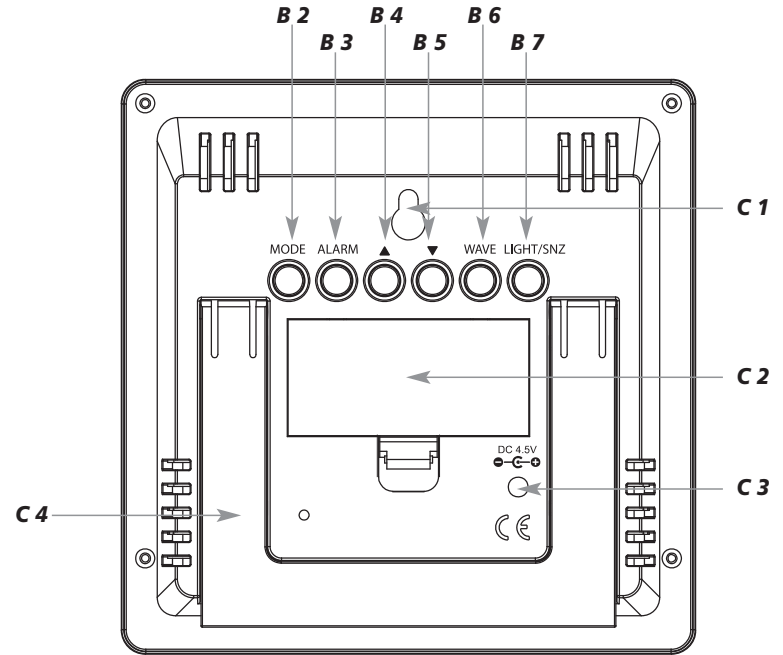 B 2
B 3
B 4
B 5
B 6
B 7
C 1
MODE ALARM ▲ ▼ WAVE LIGHT/SNZ
C 2
DC 4.5V
C 3
C 4
CE